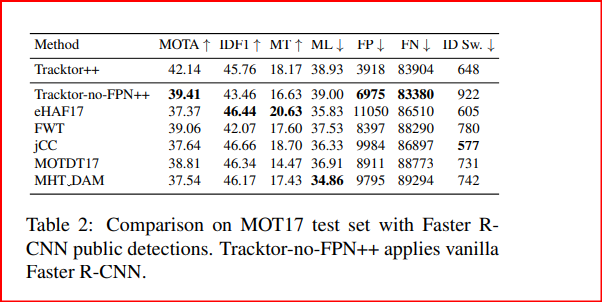 Method MOTA ↑ IDF1 ↑ MT ↑ ML ↓ FP ↓ FN ↓ ID Sw. ↓
Tracktor++ 42.14 45.76 18.17 38.93 3918 83904 648
Tracktor-no-FPN++ 39.41 43.46 16.63 39.00 6975 83380 922
eHAF17 37.37 46.44 20.63 35.83 11050 86510 605
FWT 39.06 42.07 17.60 37.53 8397 88290 780
jCC 37.64 46.66 18.70 36.33 9984 86897 577
MOTDT17 38.81 46.34 14.47 36.91 8911 88773 731
MHT_DAM 37.54 46.17 17.43 34.86 9795 89294 742
Table 2: Comparison on MOT17 test set with Faster R-
CNN public detections. Tracktor-no-FPN++ applies vanilla
Faster R-CNN.